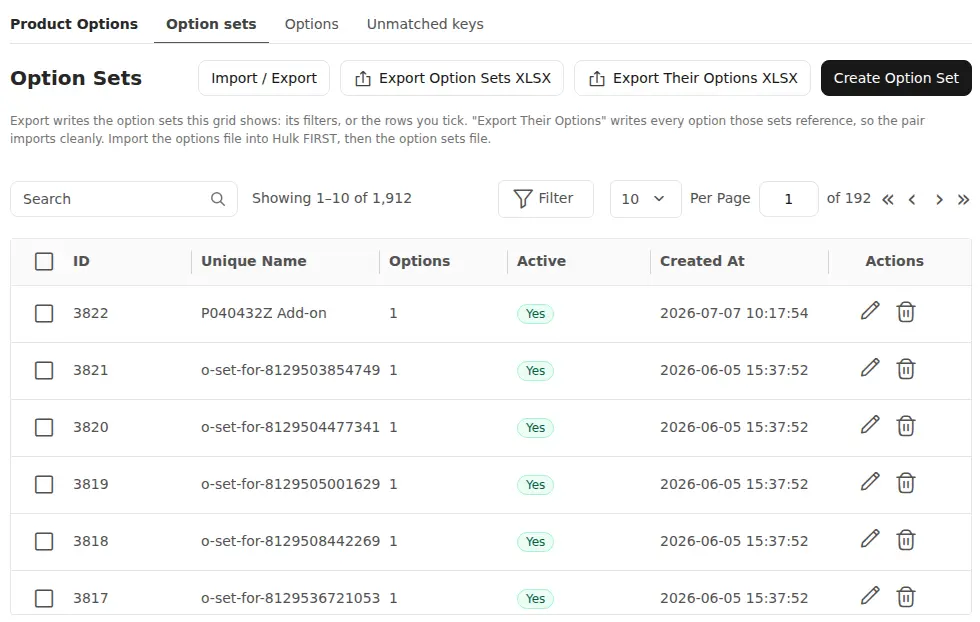 Product Options Option sets Options Unmatched keys
Option Sets Import / Export Export Option Sets XLSX Export Their Options XLSX Create Option Set
Export writes the option sets this grid shows: its filters, or the rows you tick. "Export Their Options" writes every option those sets reference, so the pair
imports cleanly. Import the options file into Hulk FIRST, then the option sets file.
Search Showing 1–10 of 1,912 Filter 10 Per Page 1 of 192 « ‹ › »
ID Unique Name Options Active Created At Actions
3822 P040432Z Add-on 1 Yes 2026-07-07 10:17:54
3821 o-set-for-8129503854749 1 Yes 2026-06-05 15:37:52
3820 o-set-for-8129504477341 1 Yes 2026-06-05 15:37:52
3819 o-set-for-8129505001629 1 Yes 2026-06-05 15:37:52
3818 o-set-for-8129508442269 1 Yes 2026-06-05 15:37:52
3817 o-set-for-8129536721053 1 Yes 2026-06-05 15:37:52